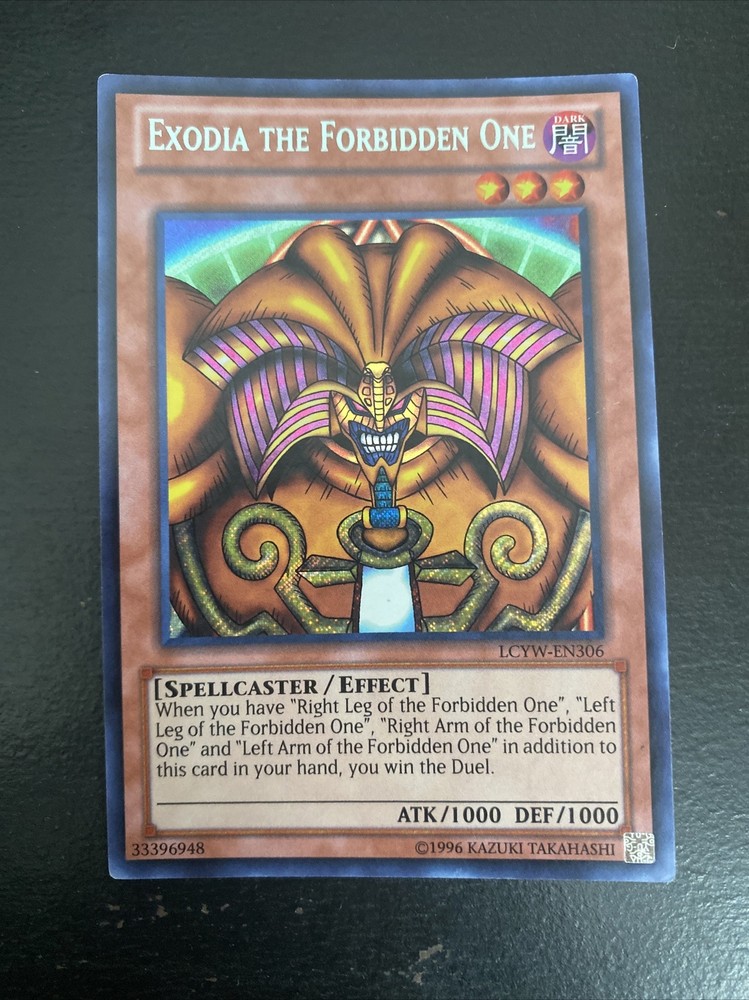 EXODIA THE FORBIDDEN ONE
DARK
闇
LCYW-EN306
[SPELLCASTER / EFFECT]
When you have “Right Leg of the Forbidden One”, “Left
Leg of the Forbidden One”, “Right Arm of the Forbidden
One” and “Left Arm of the Forbidden One” in addition to
this card in your hand, you win the Duel.
ATK/1000 DEF/1000
33396948
©1996 KAZUKI TAKAHASHI